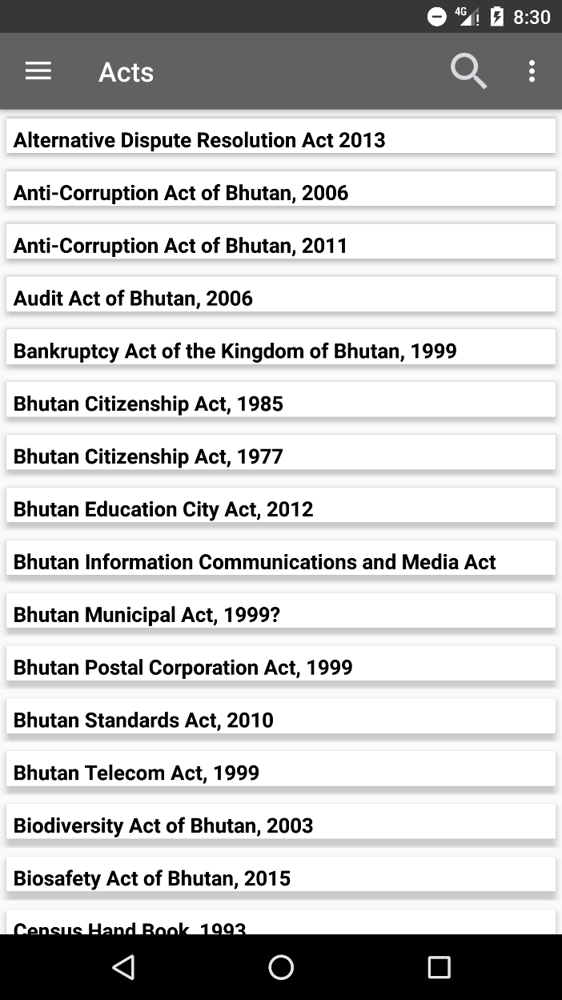 4G 8:30
Acts
Alternative Dispute Resolution Act 2013
Anti-Corruption Act of Bhutan, 2006
Anti-Corruption Act of Bhutan, 2011
Audit Act of Bhutan, 2006
Bankruptcy Act of the Kingdom of Bhutan, 1999
Bhutan Citizenship Act, 1985
Bhutan Citizenship Act, 1977
Bhutan Education City Act, 2012
Bhutan Information Communications and Media Act
Bhutan Municipal Act, 1999?
Bhutan Postal Corporation Act, 1999
Bhutan Standards Act, 2010
Bhutan Telecom Act, 1999
Biodiversity Act of Bhutan, 2003
Biosafety Act of Bhutan, 2015
Census Hand Book, 1993